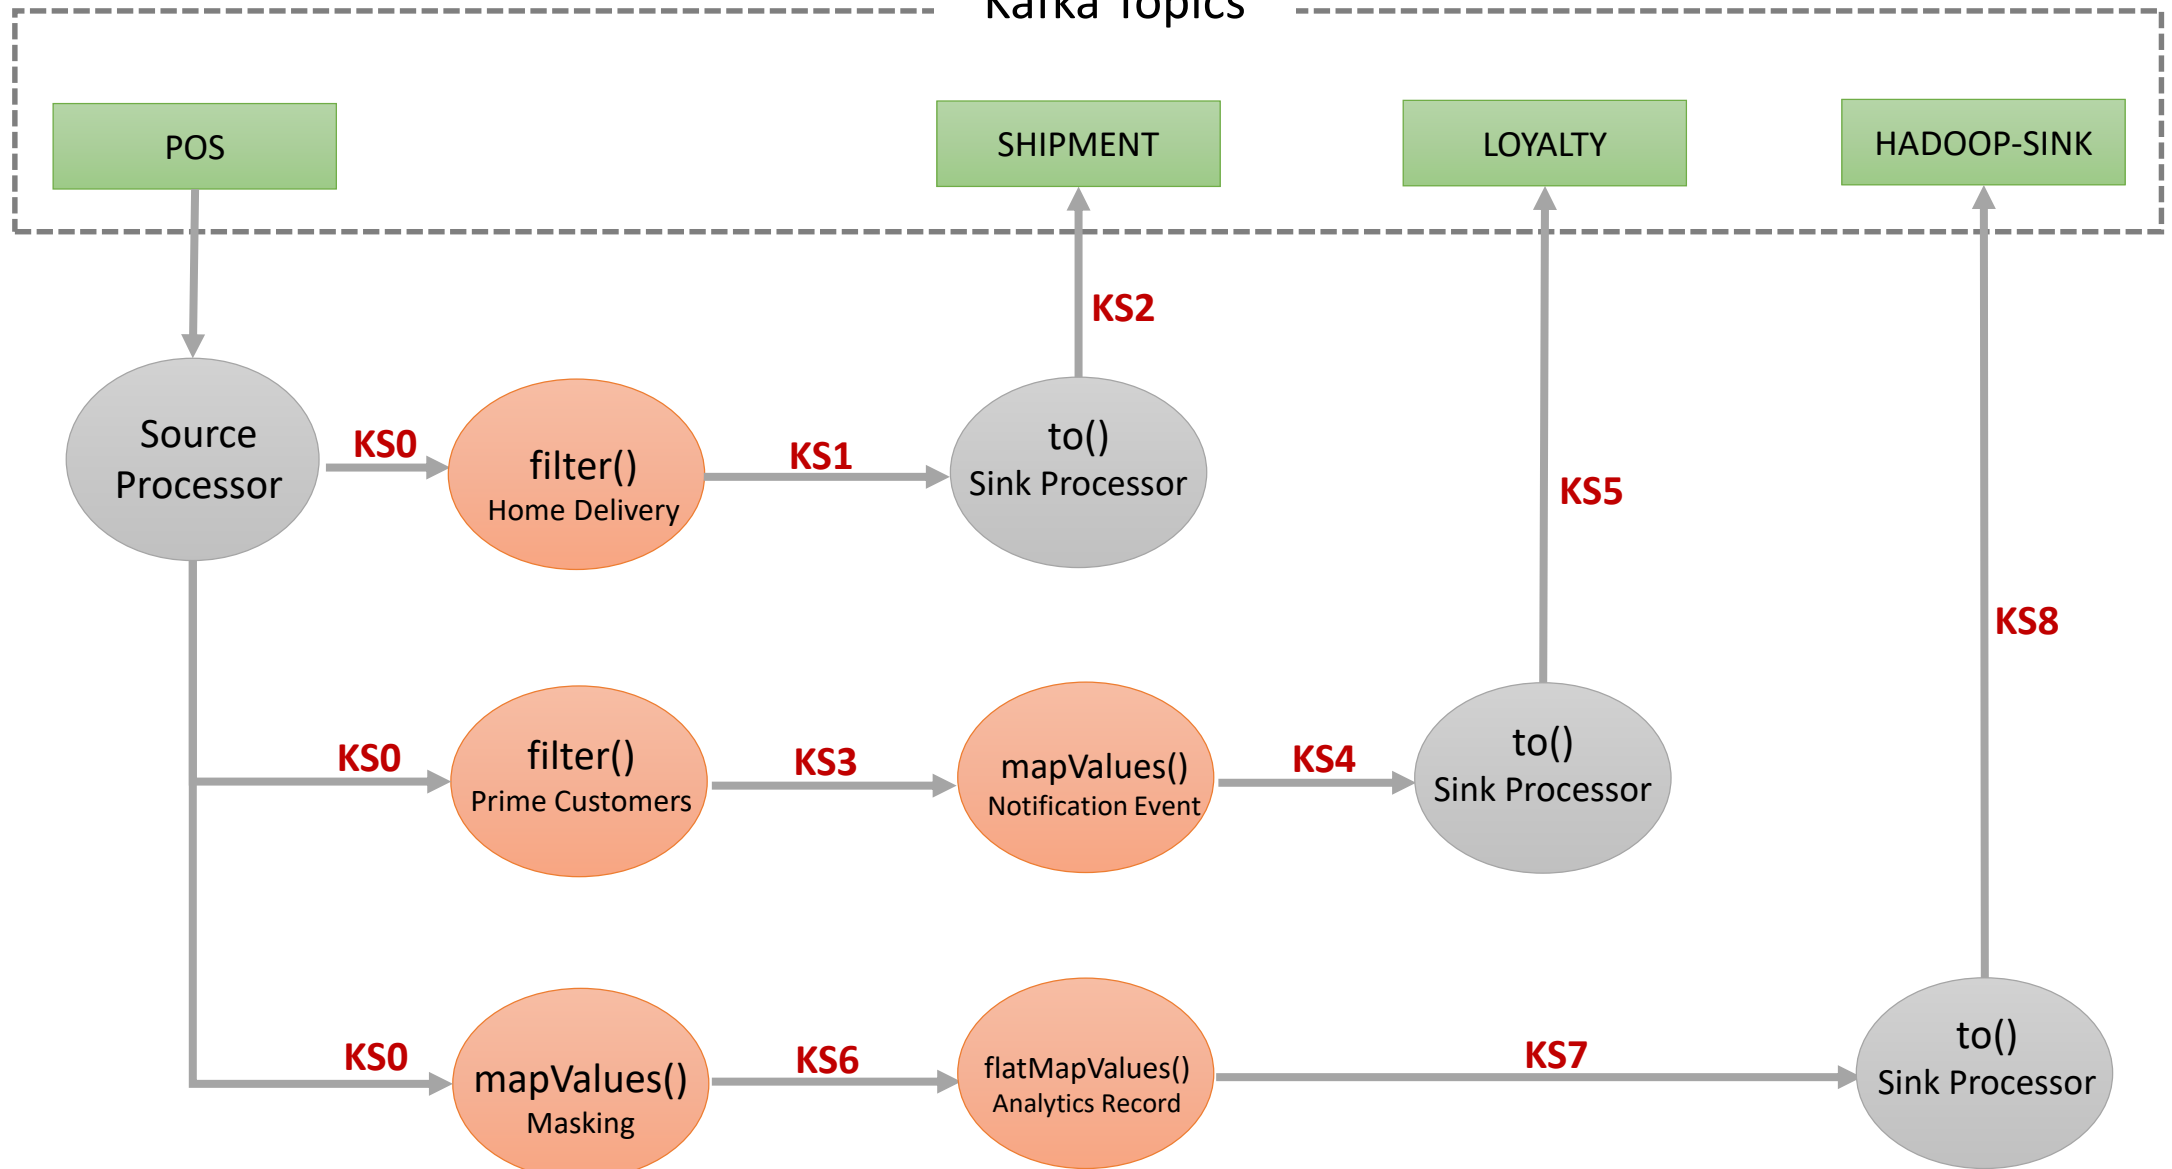 Kafka Topics
POS
SHIPMENT
LOYALTY
HADOOP-SINK
KS2
Source
Processor
KS0
filter()
Home Delivery
KS1
to()
Sink Processor
KS5
KS8
KS0
filter()
Prime Customers
KS3
mapValues()
Notification Event
KS4
to()
Sink Processor
KS0
mapValues()
Masking
KS6
flatMapValues()
Analytics Record
KS7
to()
Sink Processor